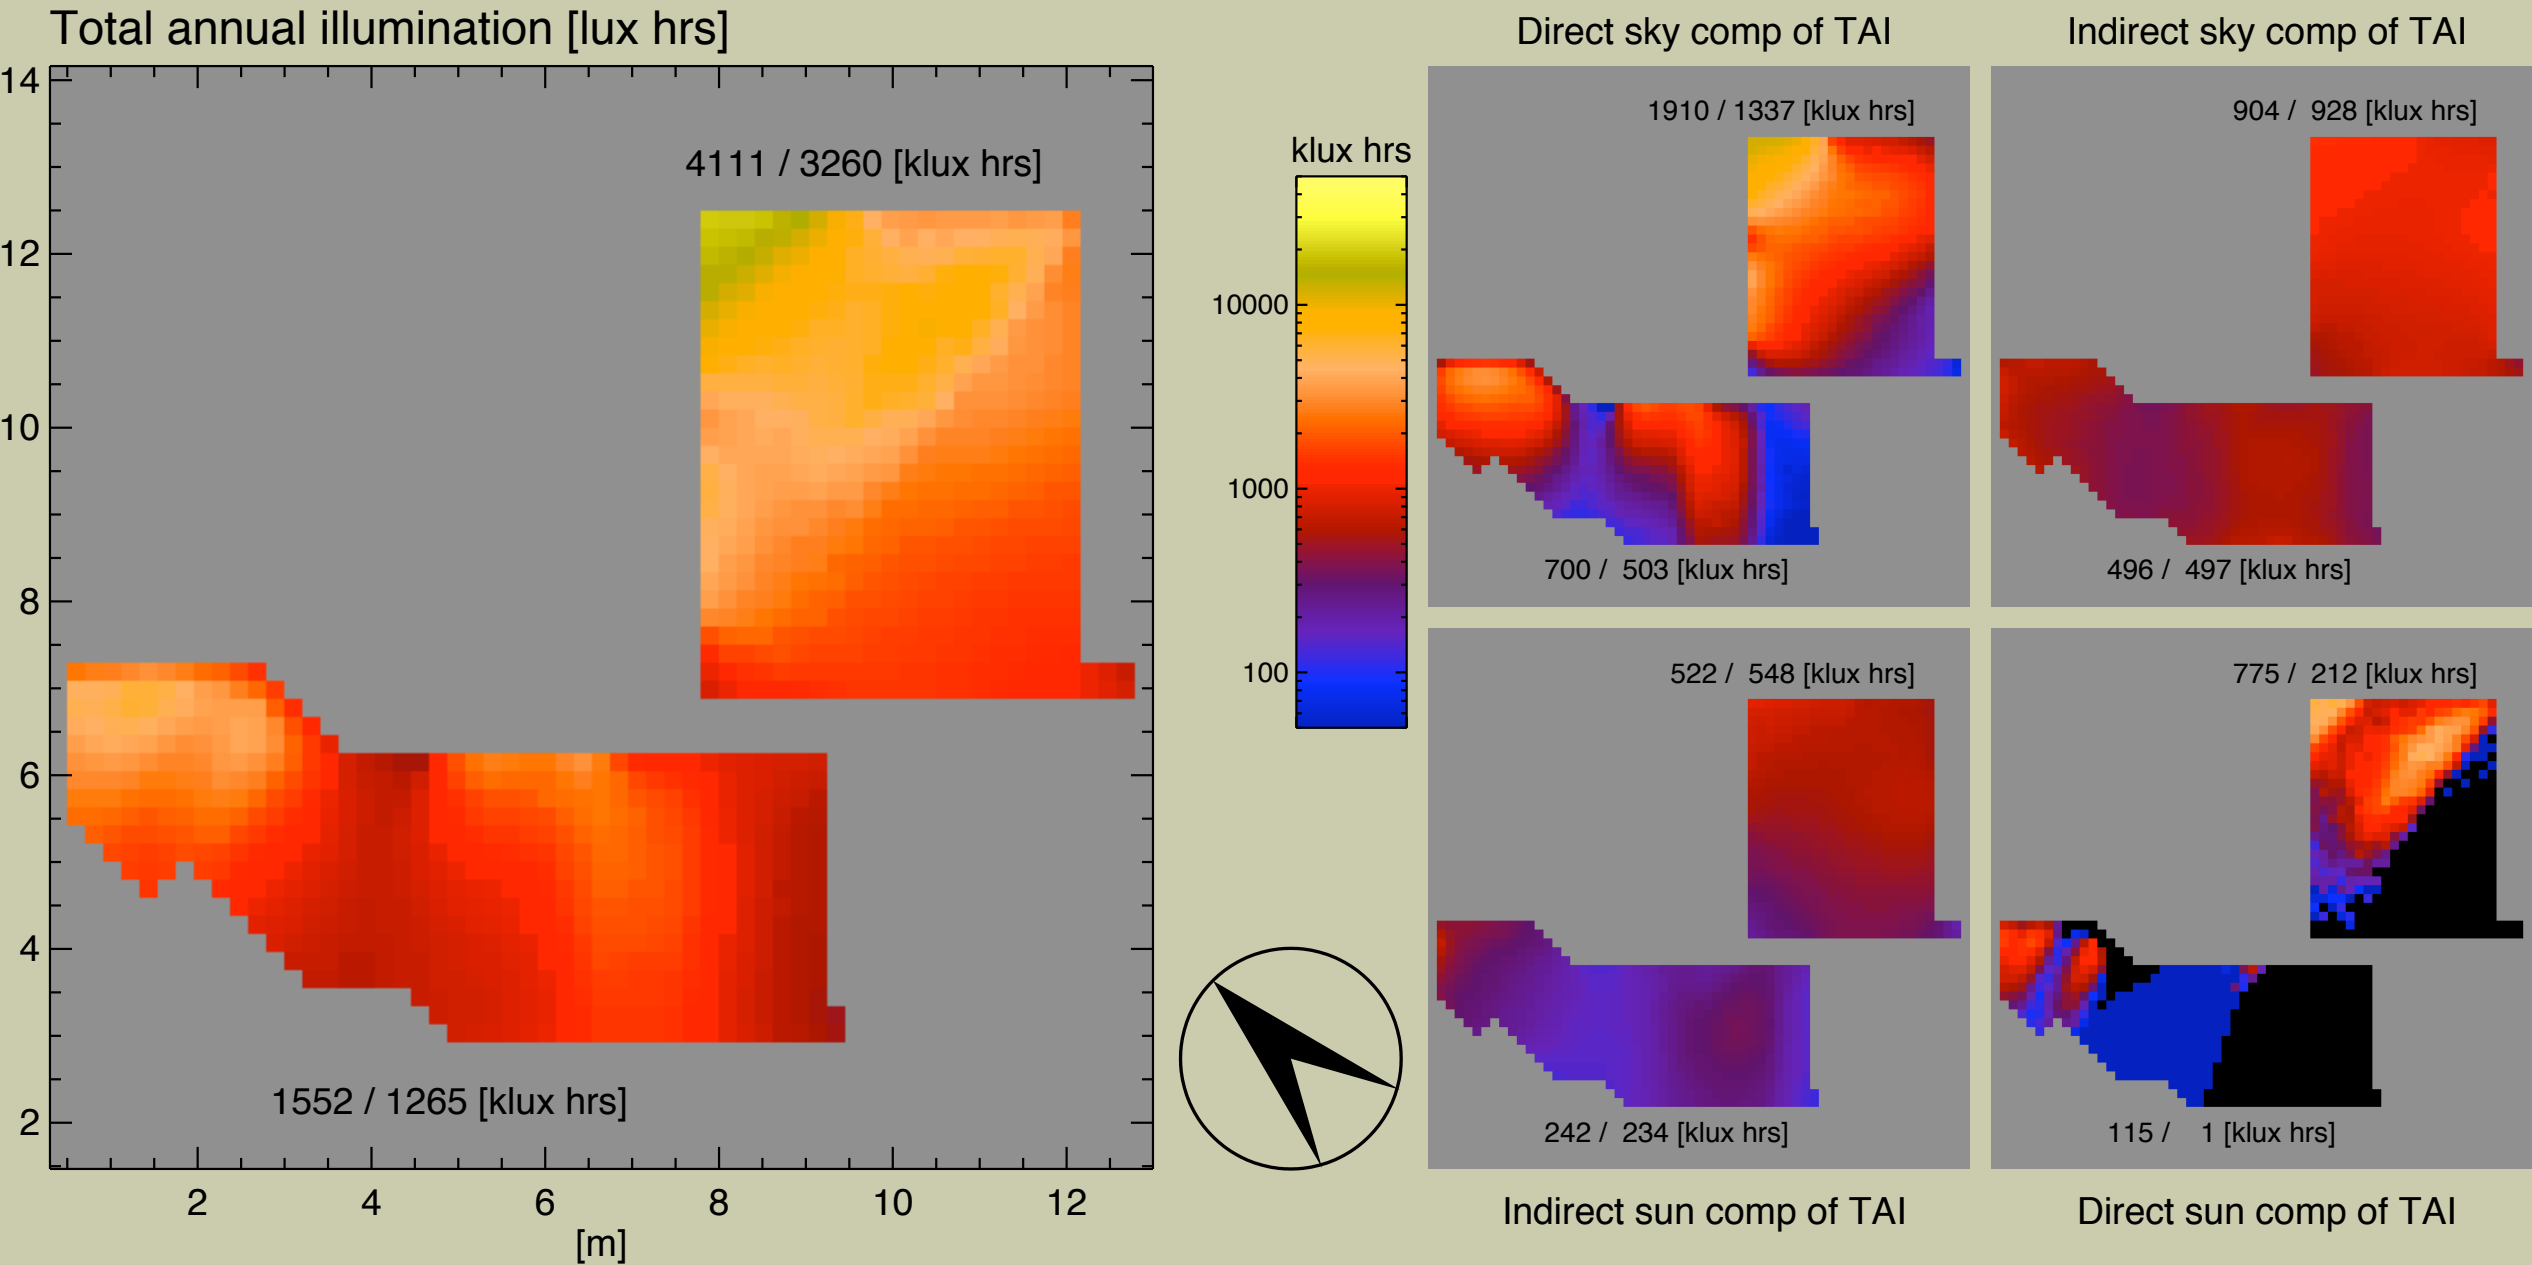 Total annual illumination [lux hrs]
14
12
10
8
6
4
2
2 4 6 8 10 12
[m]
4111 / 3260 [klux hrs]
1552 / 1265 [klux hrs]
klux hrs
10000
1000
100
Direct sky comp of TAI
1910 / 1337 [klux hrs]
700 / 503 [klux hrs]
Indirect sky comp of TAI
904 / 928 [klux hrs]
496 / 497 [klux hrs]
522 / 548 [klux hrs]
242 / 234 [klux hrs]
Indirect sun comp of TAI
775 / 212 [klux hrs]
115 / 1 [klux hrs]
Direct sun comp of TAI